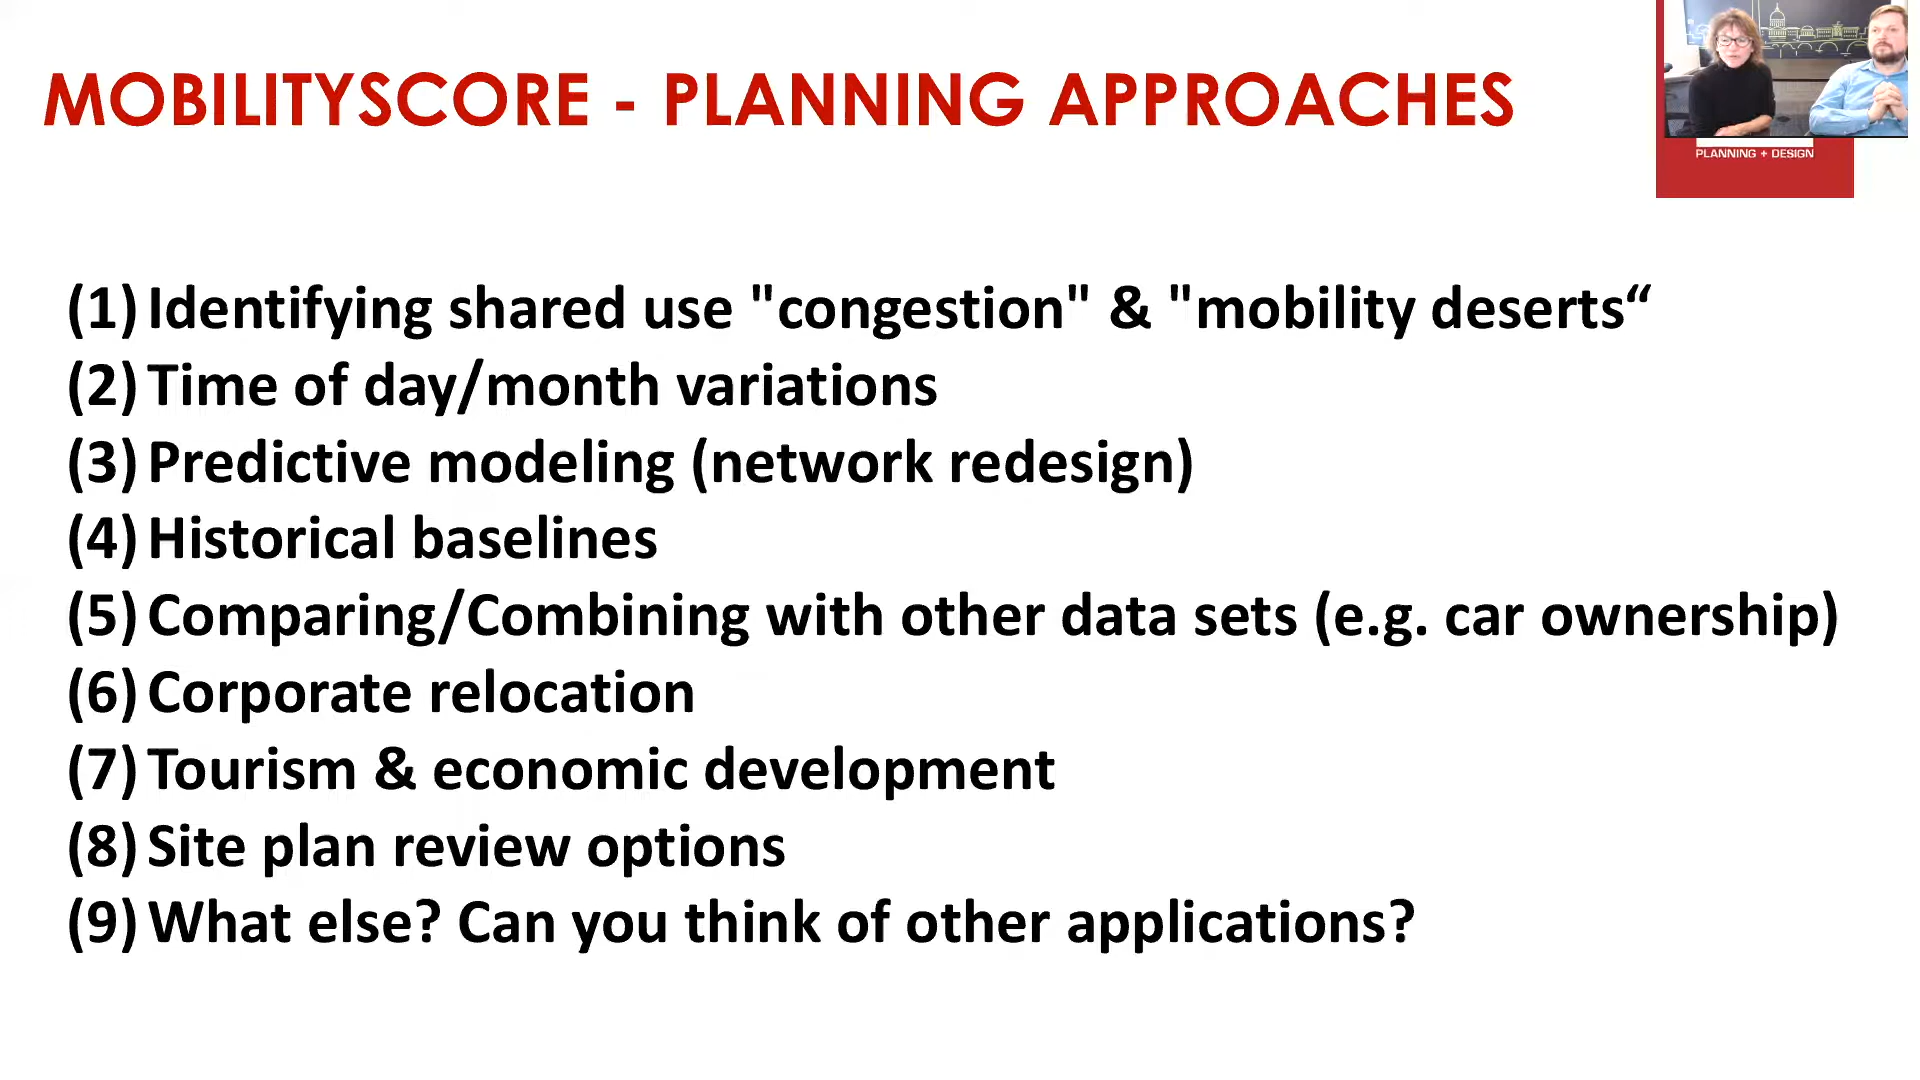 MOBILITYSCORE - PLANNING APPROACHES
PLANNING + DESIGN
(1) Identifying shared use "congestion" & "mobility deserts“
(2) Time of day/month variations
(3) Predictive modeling (network redesign)
(4) Historical baselines
(5) Comparing/Combining with other data sets (e.g. car ownership)
(6) Corporate relocation
(7) Tourism & economic development
(8) Site plan review options
(9) What else? Can you think of other applications?